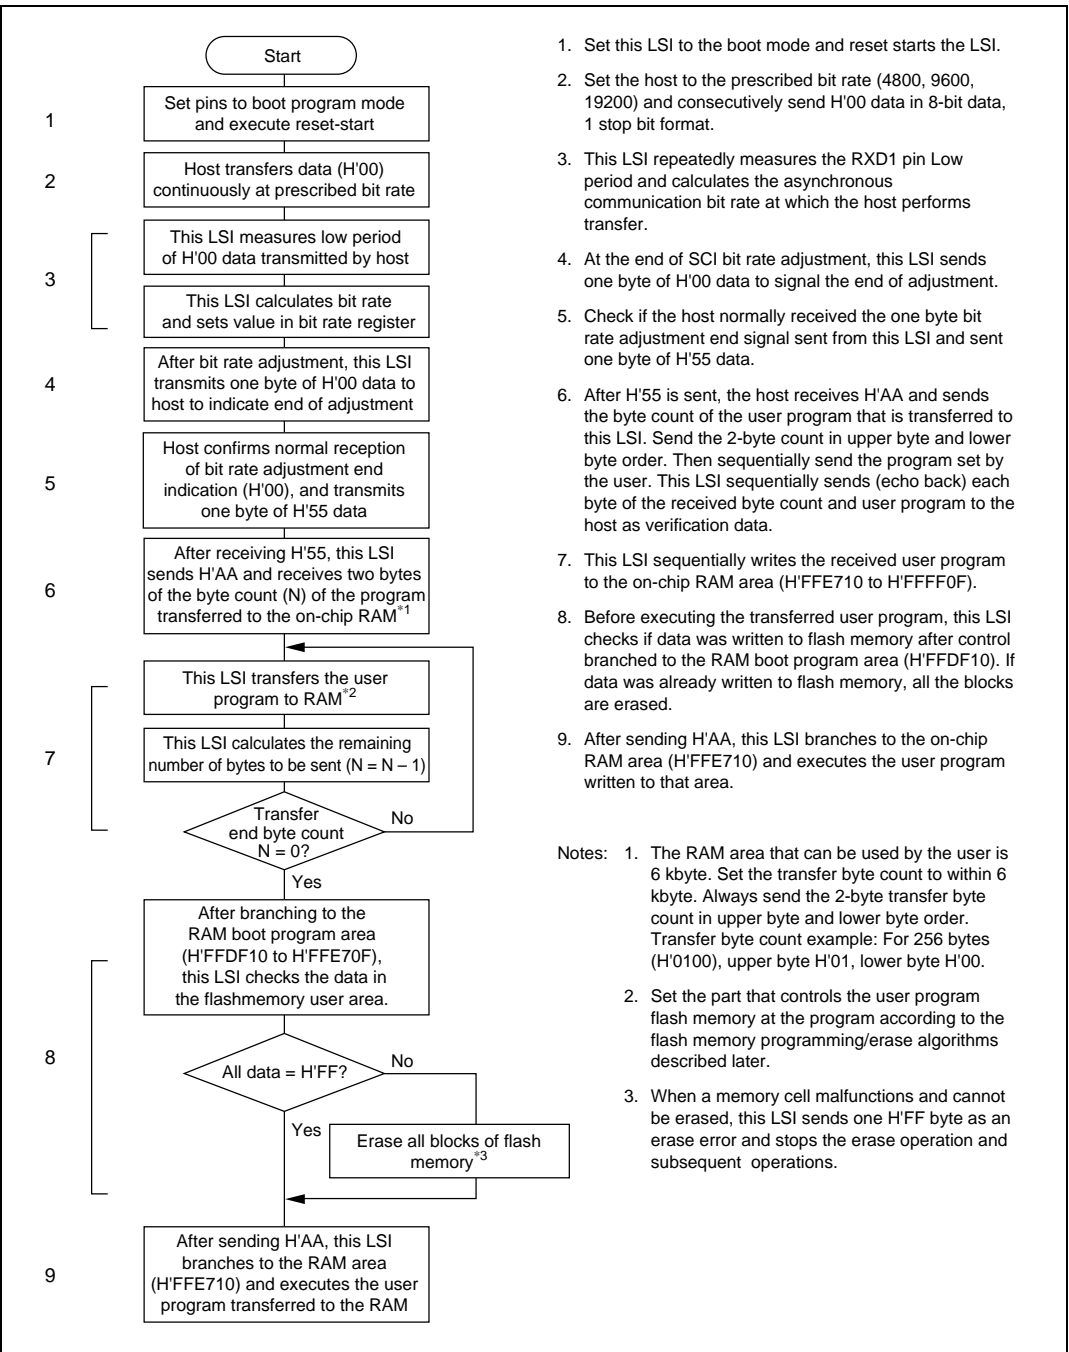 Start
1
Set pins to boot program mode
and execute reset-start
2
Host transfers data (H'00)
continuously at prescribed bit rate
3
This LSI measures low period
of H'00 data transmitted by host
This LSI calculates bit rate
and sets value in bit rate register
4
After bit rate adjustment, this LSI
transmits one byte of H'00 data to
host to indicate end of adjustment
5
Host confirms normal reception
of bit rate adjustment end
indication (H'00), and transmits
one byte of H'55 data
6
After receiving H'55, this LSI
sends H'AA and receives two bytes
of the byte count (N) of the program
transferred to the on-chip RAM*1
7
This LSI transfers the user
program to RAM*2
This LSI calculates the remaining
number of bytes to be sent (N = N – 1)
Transfer
end byte count
N = 0?
No
Yes
8
After branching to the
RAM boot program area
(H'FFDF10 to H'FFE70F),
this LSI checks the data in
the flashmemory user area.
All data = H'FF?
No
Yes
Erase all blocks of flash
memory*3
9
After sending H'AA, this LSI
branches to the RAM area
(H'FFE710) and executes the user
program transferred to the RAM
1. Set this LSI to the boot mode and reset starts the LSI.
2. Set the host to the prescribed bit rate (4800, 9600,
19200) and consecutively send H'00 data in 8-bit data,
1 stop bit format.
3. This LSI repeatedly measures the RXD1 pin Low
period and calculates the asynchronous
communication bit rate at which the host performs
transfer.
4. At the end of SCI bit rate adjustment, this LSI sends
one byte of H'00 data to signal the end of adjustment.
5. Check if the host normally received the one byte bit
rate adjustment end signal sent from this LSI and sent
one byte of H'55 data.
6. After H'55 is sent, the host receives H'AA and sends
the byte count of the user program that is transferred to
this LSI. Send the 2-byte count in upper byte and lower
byte order. Then sequentially send the program set by
the user. This LSI sequentially sends (echo back) each
byte of the received byte count and user program to the
host as verification data.
7. This LSI sequentially writes the received user program
to the on-chip RAM area (H'FFE710 to H'FFFF0F).
8. Before executing the transferred user program, this LSI
checks if data was written to flash memory after control
branched to the RAM boot program area (H'FFDF10). If
data was already written to flash memory, all the blocks
are erased.
9. After sending H'AA, this LSI branches to the on-chip
RAM area (H'FFE710) and executes the user program
written to that area.
Notes: 1. The RAM area that can be used by the user is
6 kbyte. Set the transfer byte count to within 6
kbyte. Always send the 2-byte transfer byte
count in upper byte and lower byte order.
Transfer byte count example: For 256 bytes
(H'0100), upper byte H'01, lower byte H'00.
2. Set the part that controls the user program
flash memory at the program according to the
flash memory programming/erase algorithms
described later.
3. When a memory cell malfunctions and cannot
be erased, this LSI sends one H'FF byte as an
erase error and stops the erase operation and
subsequent operations.